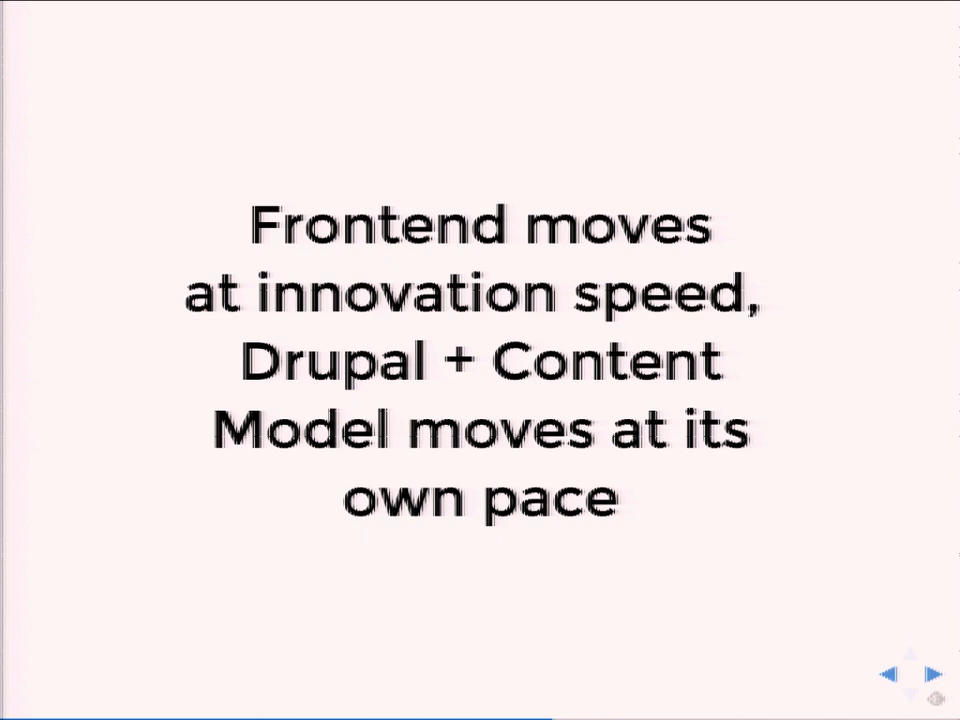 Frontend moves
at innovation speed,
Drupal + Content
Model moves at its
own pace